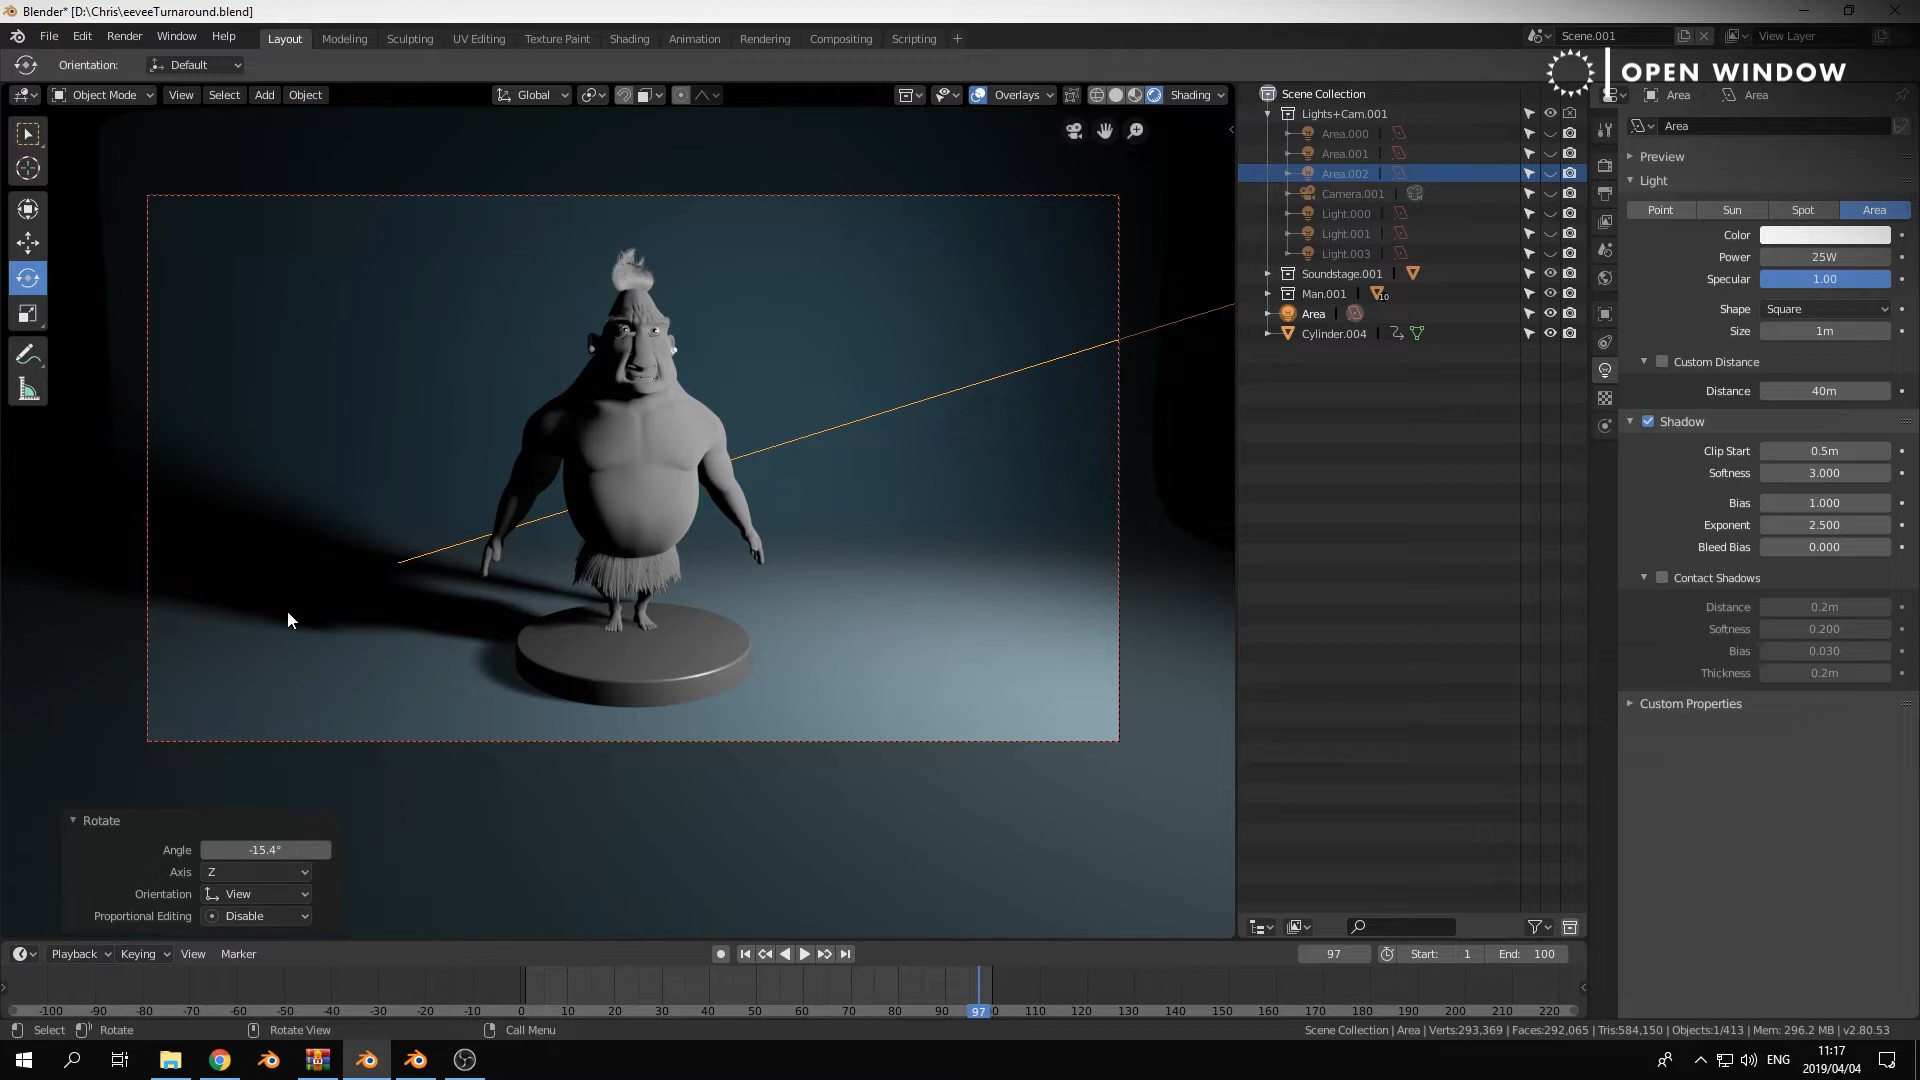 Blender* [D:\Chris\eeveeTurnaround.blend]
File Edit Render Window Help Layout Modeling Sculpting UV Editing Texture Paint Shading Animation Rendering Compositing Scripting + Scene.001 View Layer
Orientation: Default
OPEN WINDOW
Object Mode View Select Add Object Global Overlays Shading
Scene Collection
Lights+Cam.001
Area.000
Area.001
Area.002
Camera.001
Light.000
Light.001
Light.003
Soundstage.001
Man.001 10
Area
Cylinder.004
Area Area
Area
Preview
Light
Point Sun Spot Area
Color
Power 25W
Specular 1.00
Shape Square
Size 1m
Custom Distance
Distance 40m
Shadow
Clip Start 0.5m
Softness 3.000
Bias 1.000
Exponent 2.500
Bleed Bias 0.000
Contact Shadows
Distance 0.2m
Softness 0.200
Bias 0.030
Thickness 0.2m
Custom Properties
Rotate
Angle -15.4°
Axis Z
Orientation View
Proportional Editing Disable
Playback Keying View Marker 97 Start: 1 End: 100
-100 -90 -80 -70 -60 -50 -40 -30 -20 -10 0 10 20 30 40 50 60 70 80 90 97 0 110 120 130 140 150 160 170 180 190 200 210 220
Select Rotate Rotate View Call Menu Scene Collection | Area | Verts:293,369 | Faces:292,065 | Tris:584,150 | Objects:1/413 | Mem: 296.2 MB | v2.80.53
ENG 11:17
2019/04/04